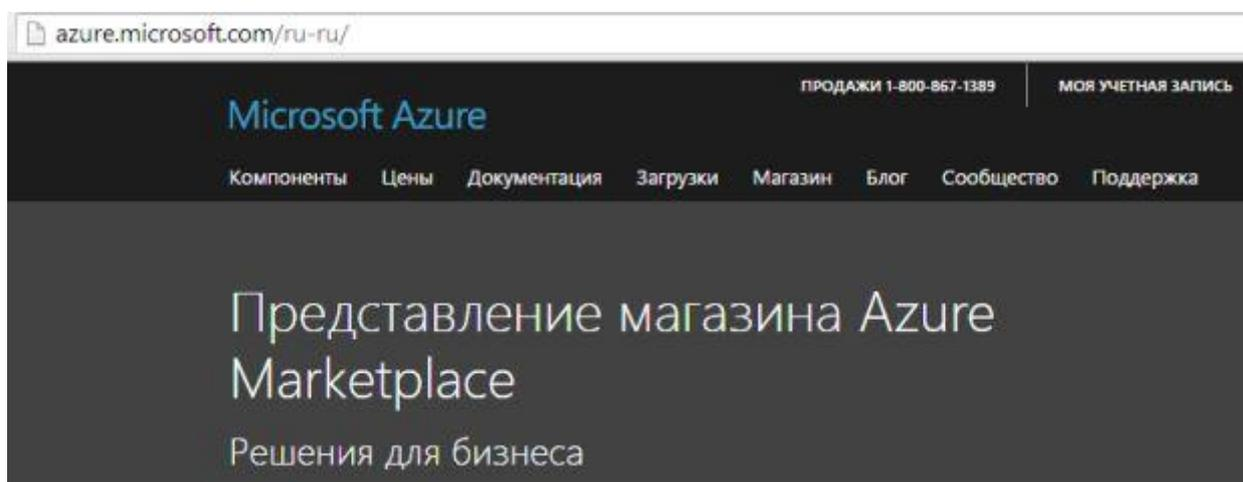 azure.microsoft.com/ru-ru/
ПРОДАЖИ 1-800-867-1389 МОЯ УЧЕТНАЯ ЗАПИСЬ
Microsoft Azure
Компоненты Цены Документация Загрузки Магазин Блог Сообщество Поддержка
Представление магазина Azure
Marketplace
Решения для бизнеса